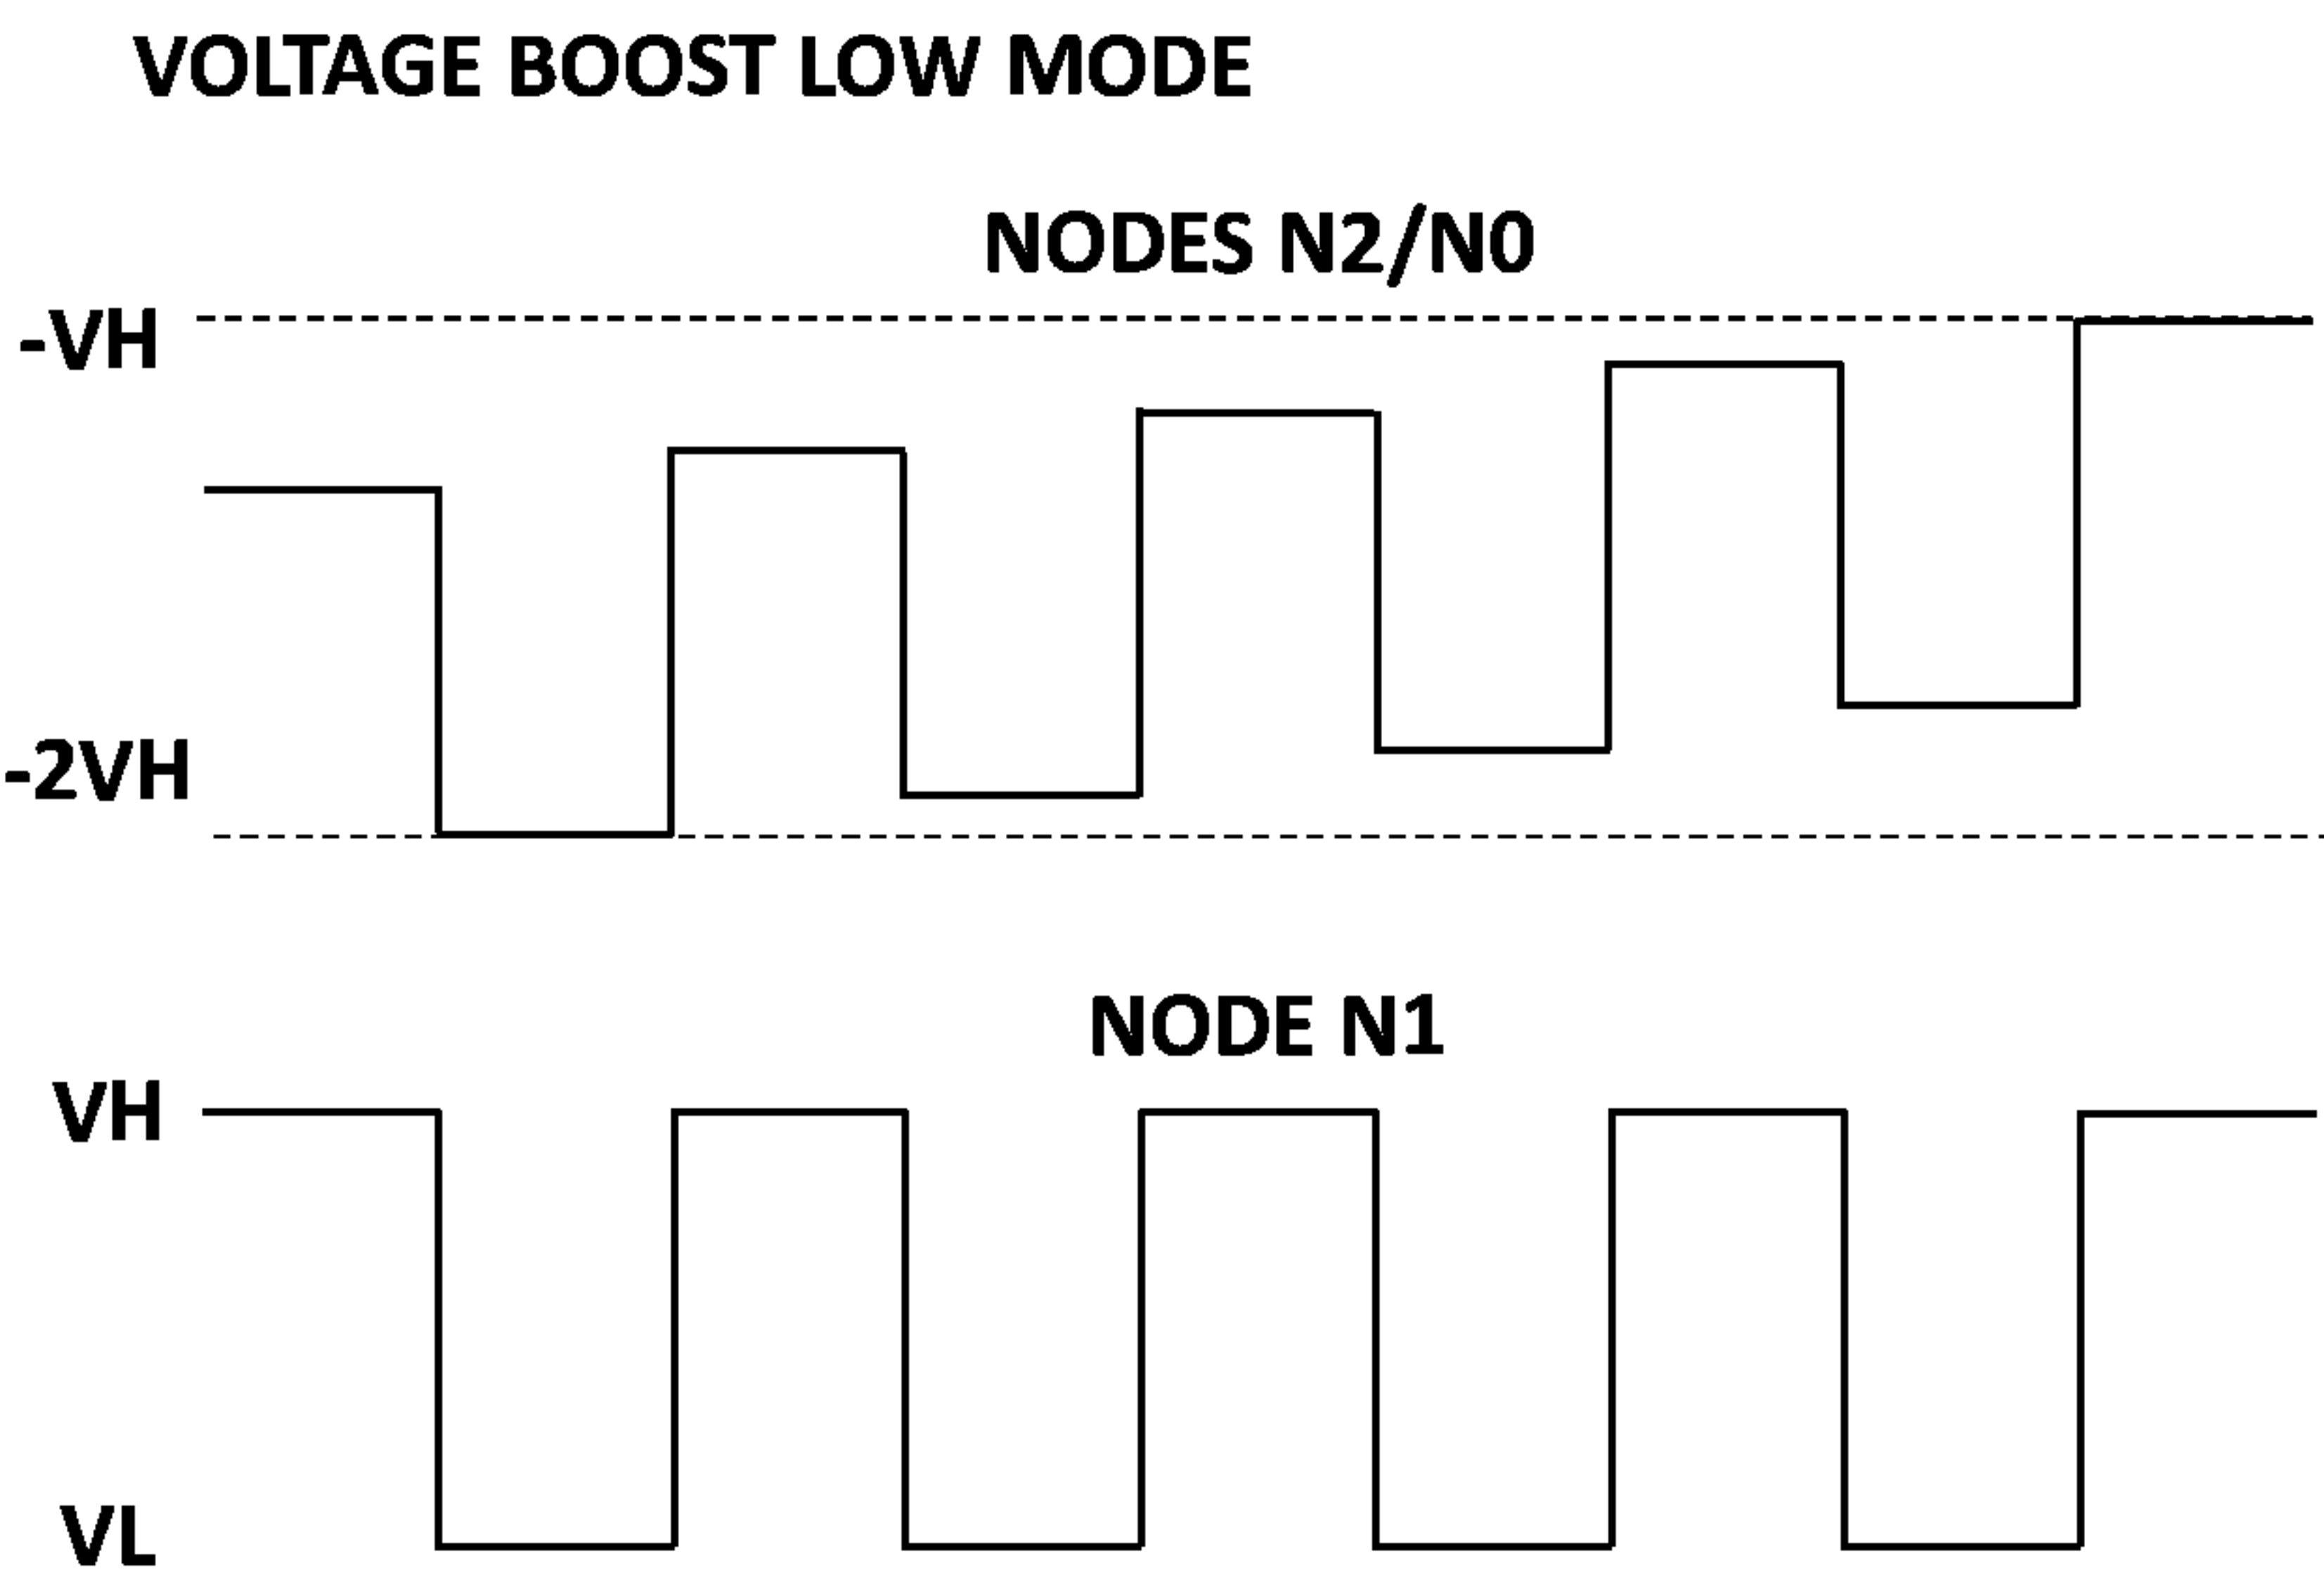 VOLTAGE BOOST LOW MODE
NODES N2/N0
-VH
-2VH
NODE N1
VH
VL